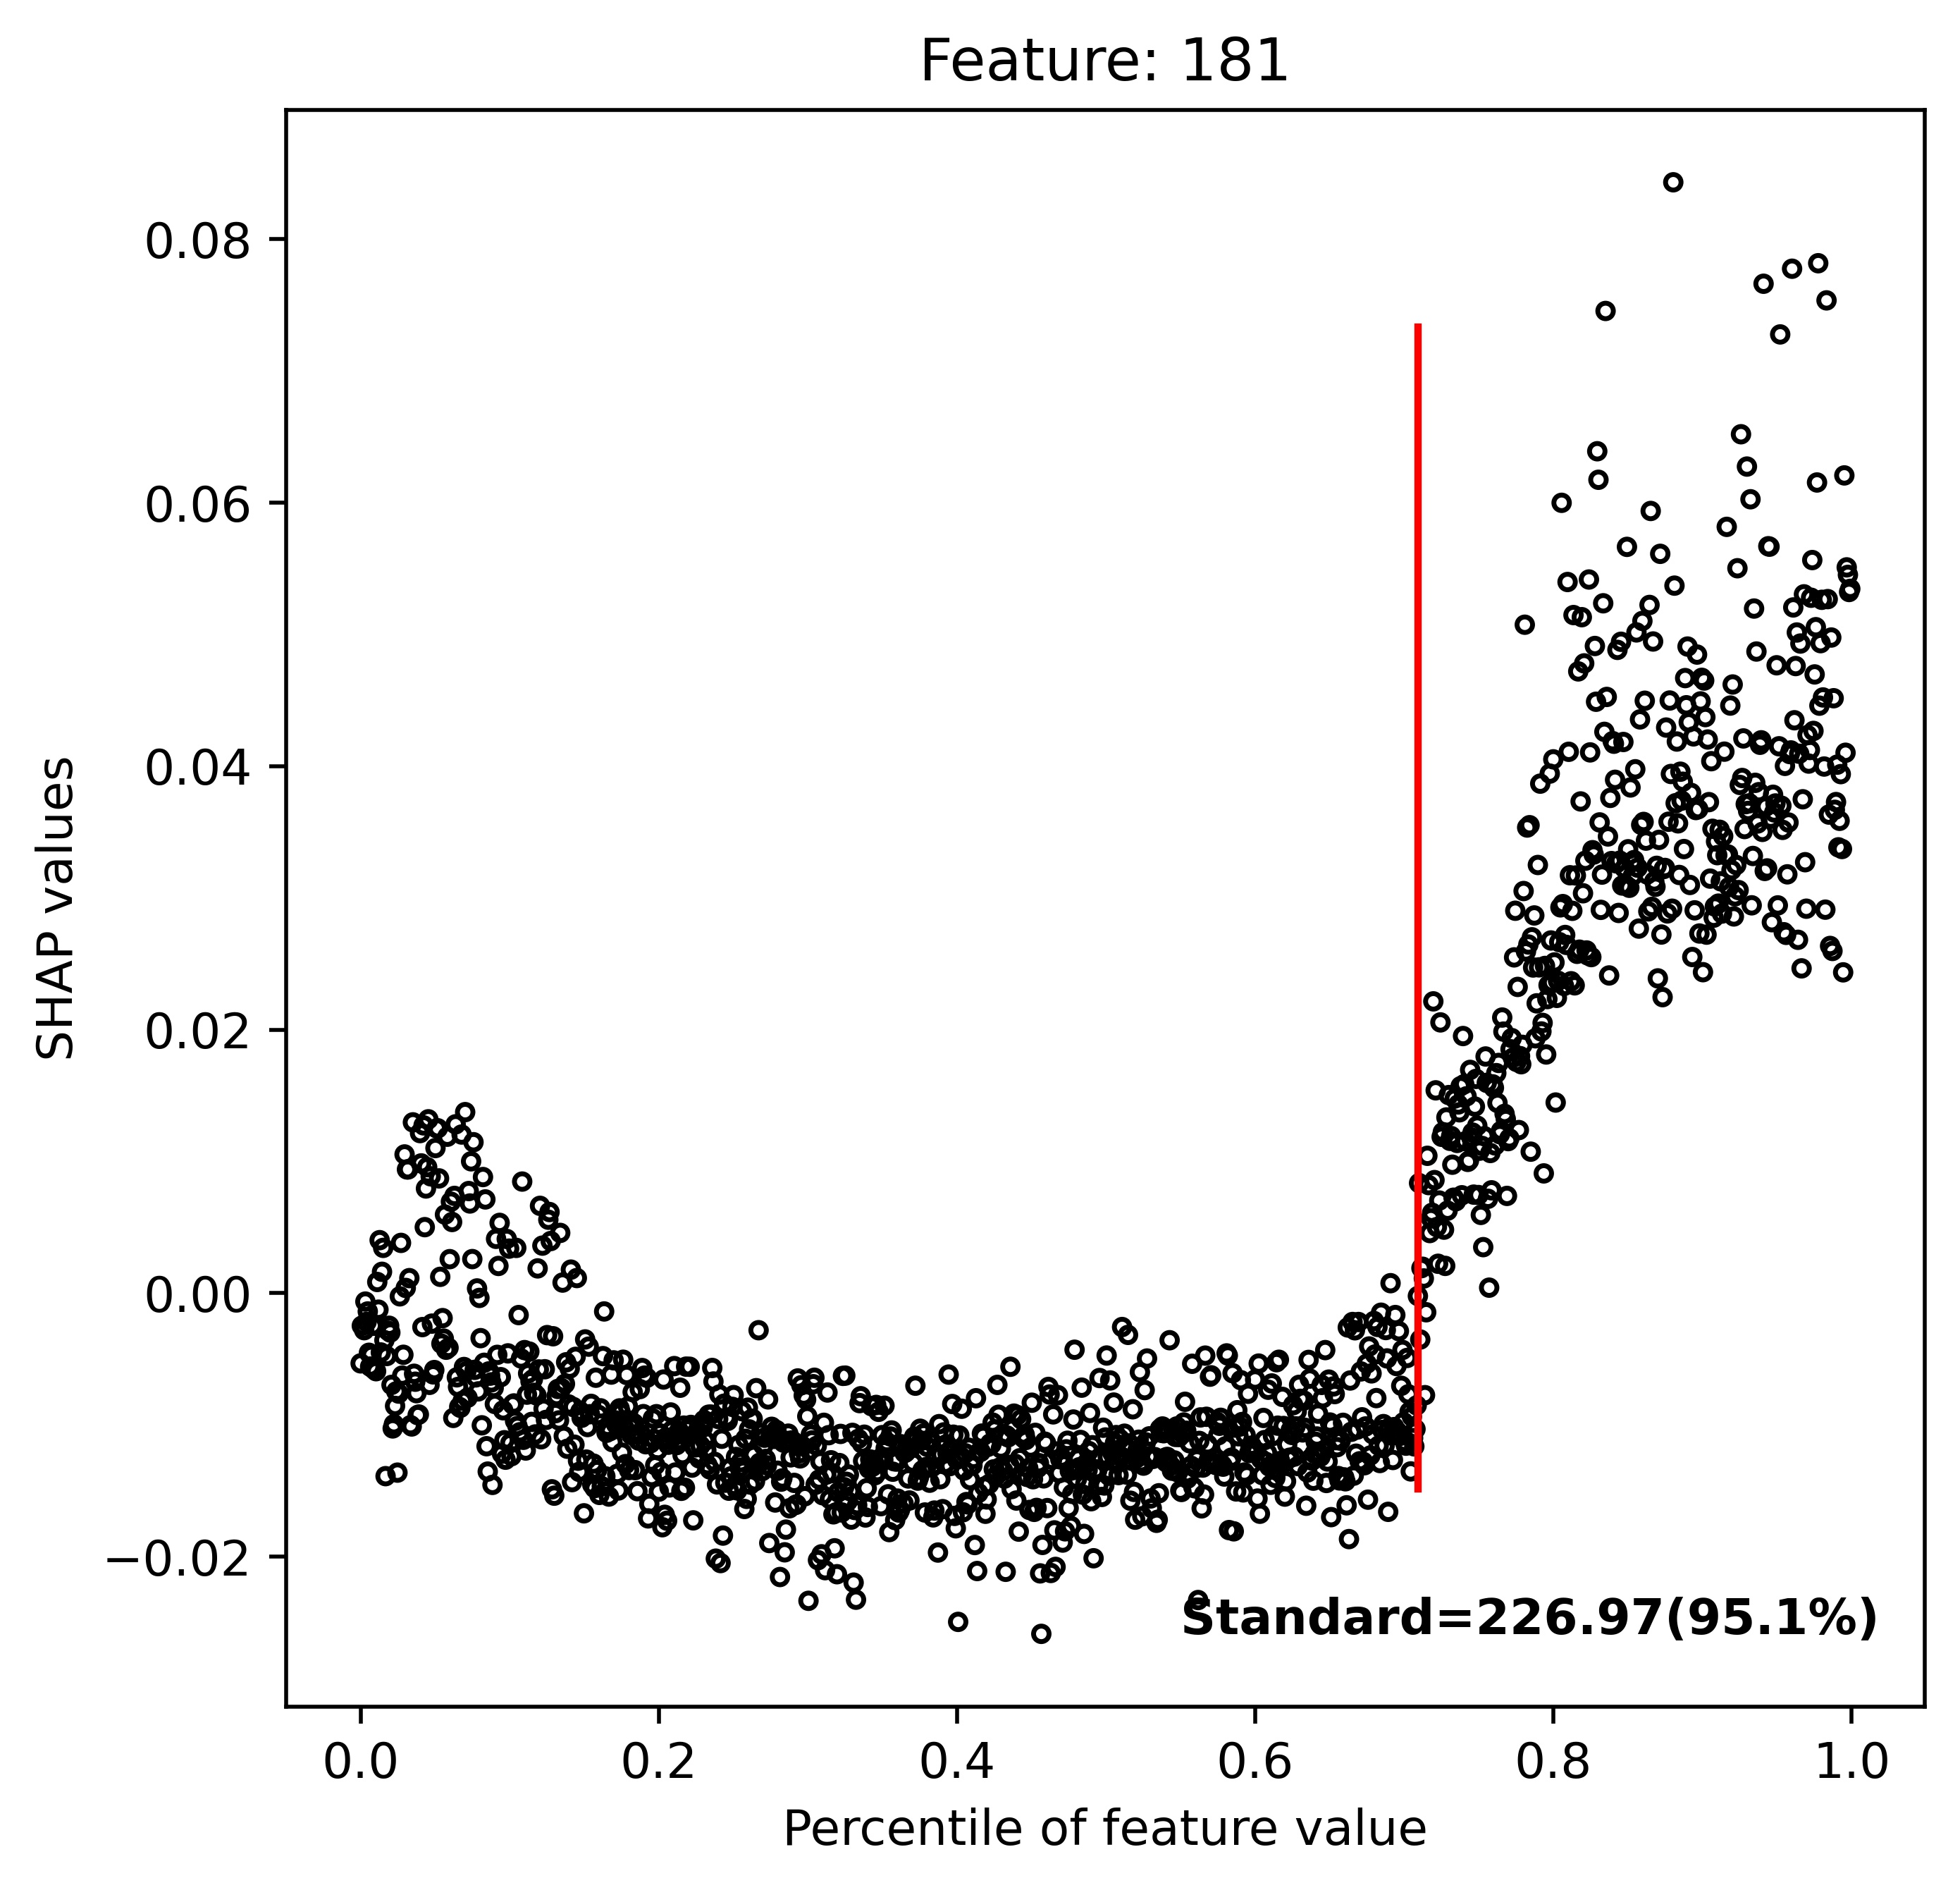 Feature: 181
SHAP values
0.08
0.06
0.04
0.02
0.00
−0.02
Standard=226.97(95.1%)
0.0 0.2 0.4 0.6 0.8 1.0
Percentile of feature value